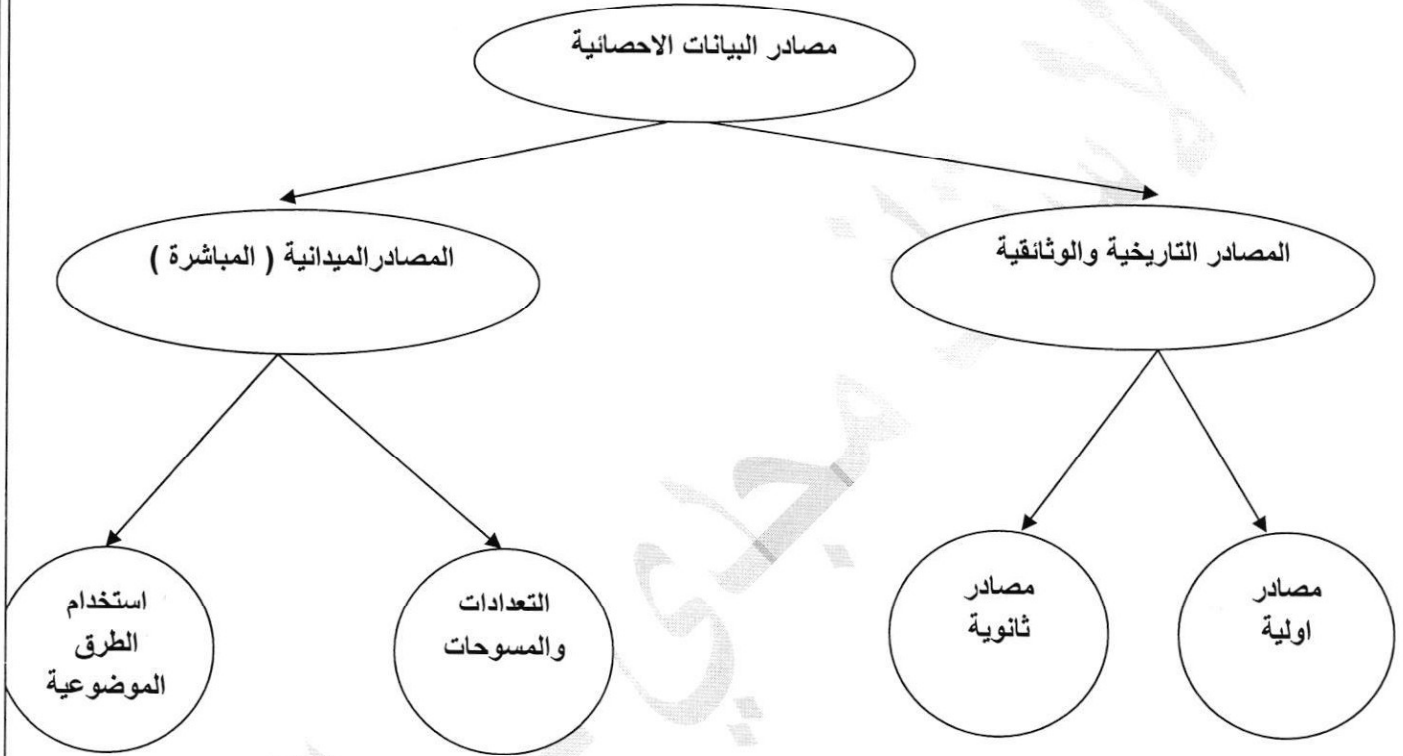 مصادر البيانات الاحصائية
المصادر التاريخية والوثائقية
المصادرالميدانية ( المباشرة )
مصادر
اولية
مصادر
ثانوية
التعدادات
والمسوحات
استخدام
الطرق
الموضوعية